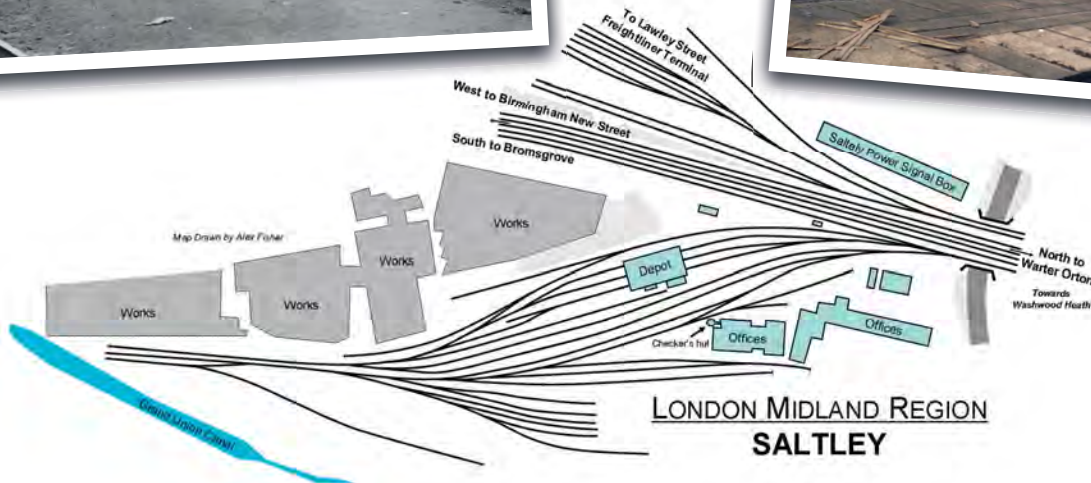 To Lawley Street
Freightliner Terminal
West to Birmingham New Street
South to Bromsgrove
Saltely Power Signal Box
Works
Map Drawn by Alex Fisher
Works
Depot
North to
Warter Orton
Towards
Washwood Heath
Works
Works
Offices
Checker's hut
Offices
Grand Union Canal
LONDON MIDLAND REGION
SALTLEY